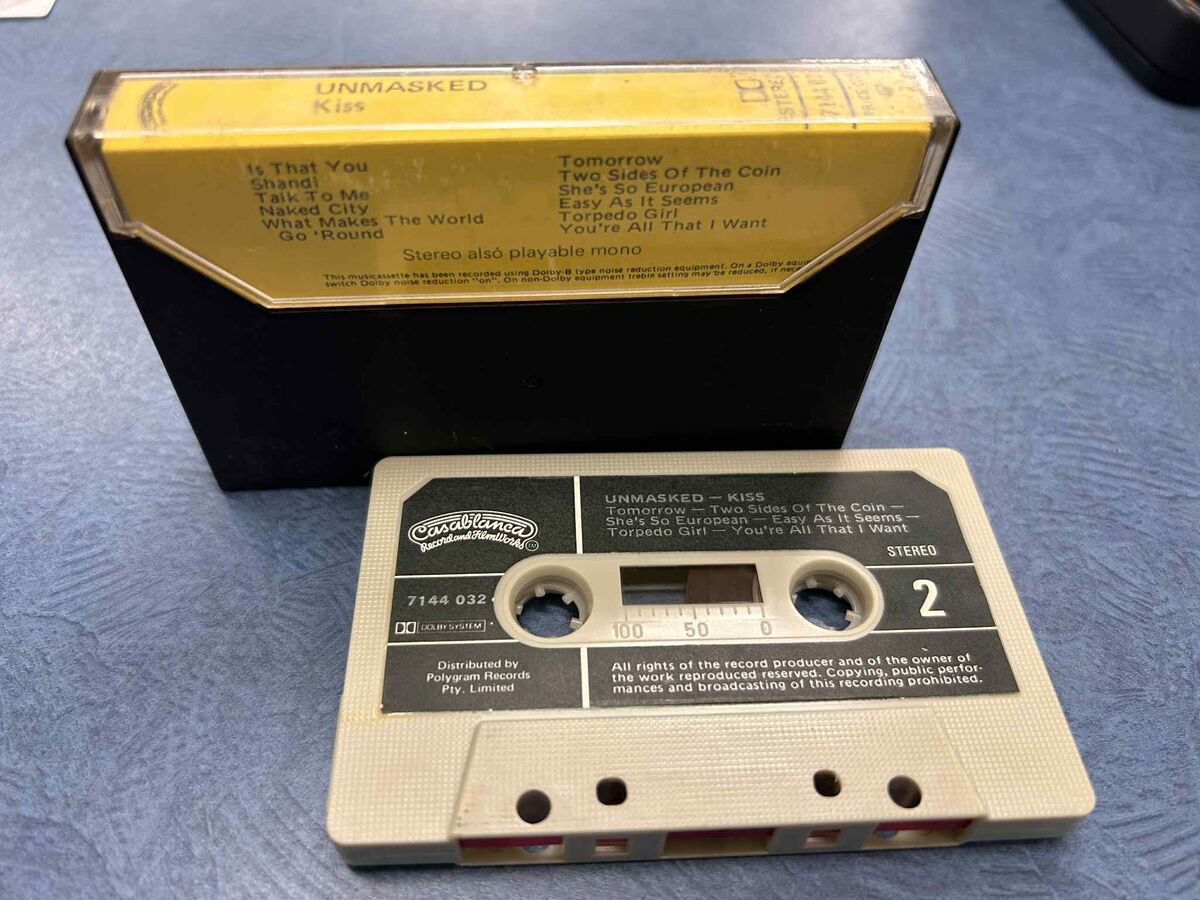 UNMASKED
Kiss
STEREO
Is That You
Shandi
Talk To Me
Naked City
What Makes The World
Go 'Round
Tomorrow
Two Sides Of The Coin
She's So European
Easy As It Seems
Torpedo Girl
You're All That I Want
Stereo also playable mono
This musicassette has been recorded using Dolby-B type noise reduction equipment. On a Dolby
switch Dolby noise reduction "on". On non-Dolby equipment treble setting may be reduced, if
Casablanca
Record and FilmWorks
TM
UNMASKED — KISS
Tomorrow — Two Sides Of The Coin —
She's So European — Easy As It Seems —
Torpedo Girl — You're All That I Want
STEREO
7144 032
DOLBY SYSTEM
2
100 50 0
Distributed by
Polygram Records
Pty. Limited
All rights of the record producer and of the owner of
the work reproduced reserved. Copying, public perfor-
mances and broadcasting of this recording prohibited.